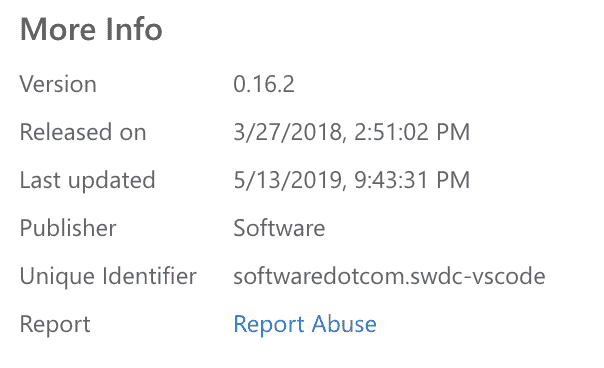 More Info
Version 0.16.2
Released on 3/27/2018, 2:51:02 PM
Last updated 5/13/2019, 9:43:31 PM
Publisher Software
Unique Identifier softwaredotcom.swdc-vscode
Report Report Abuse